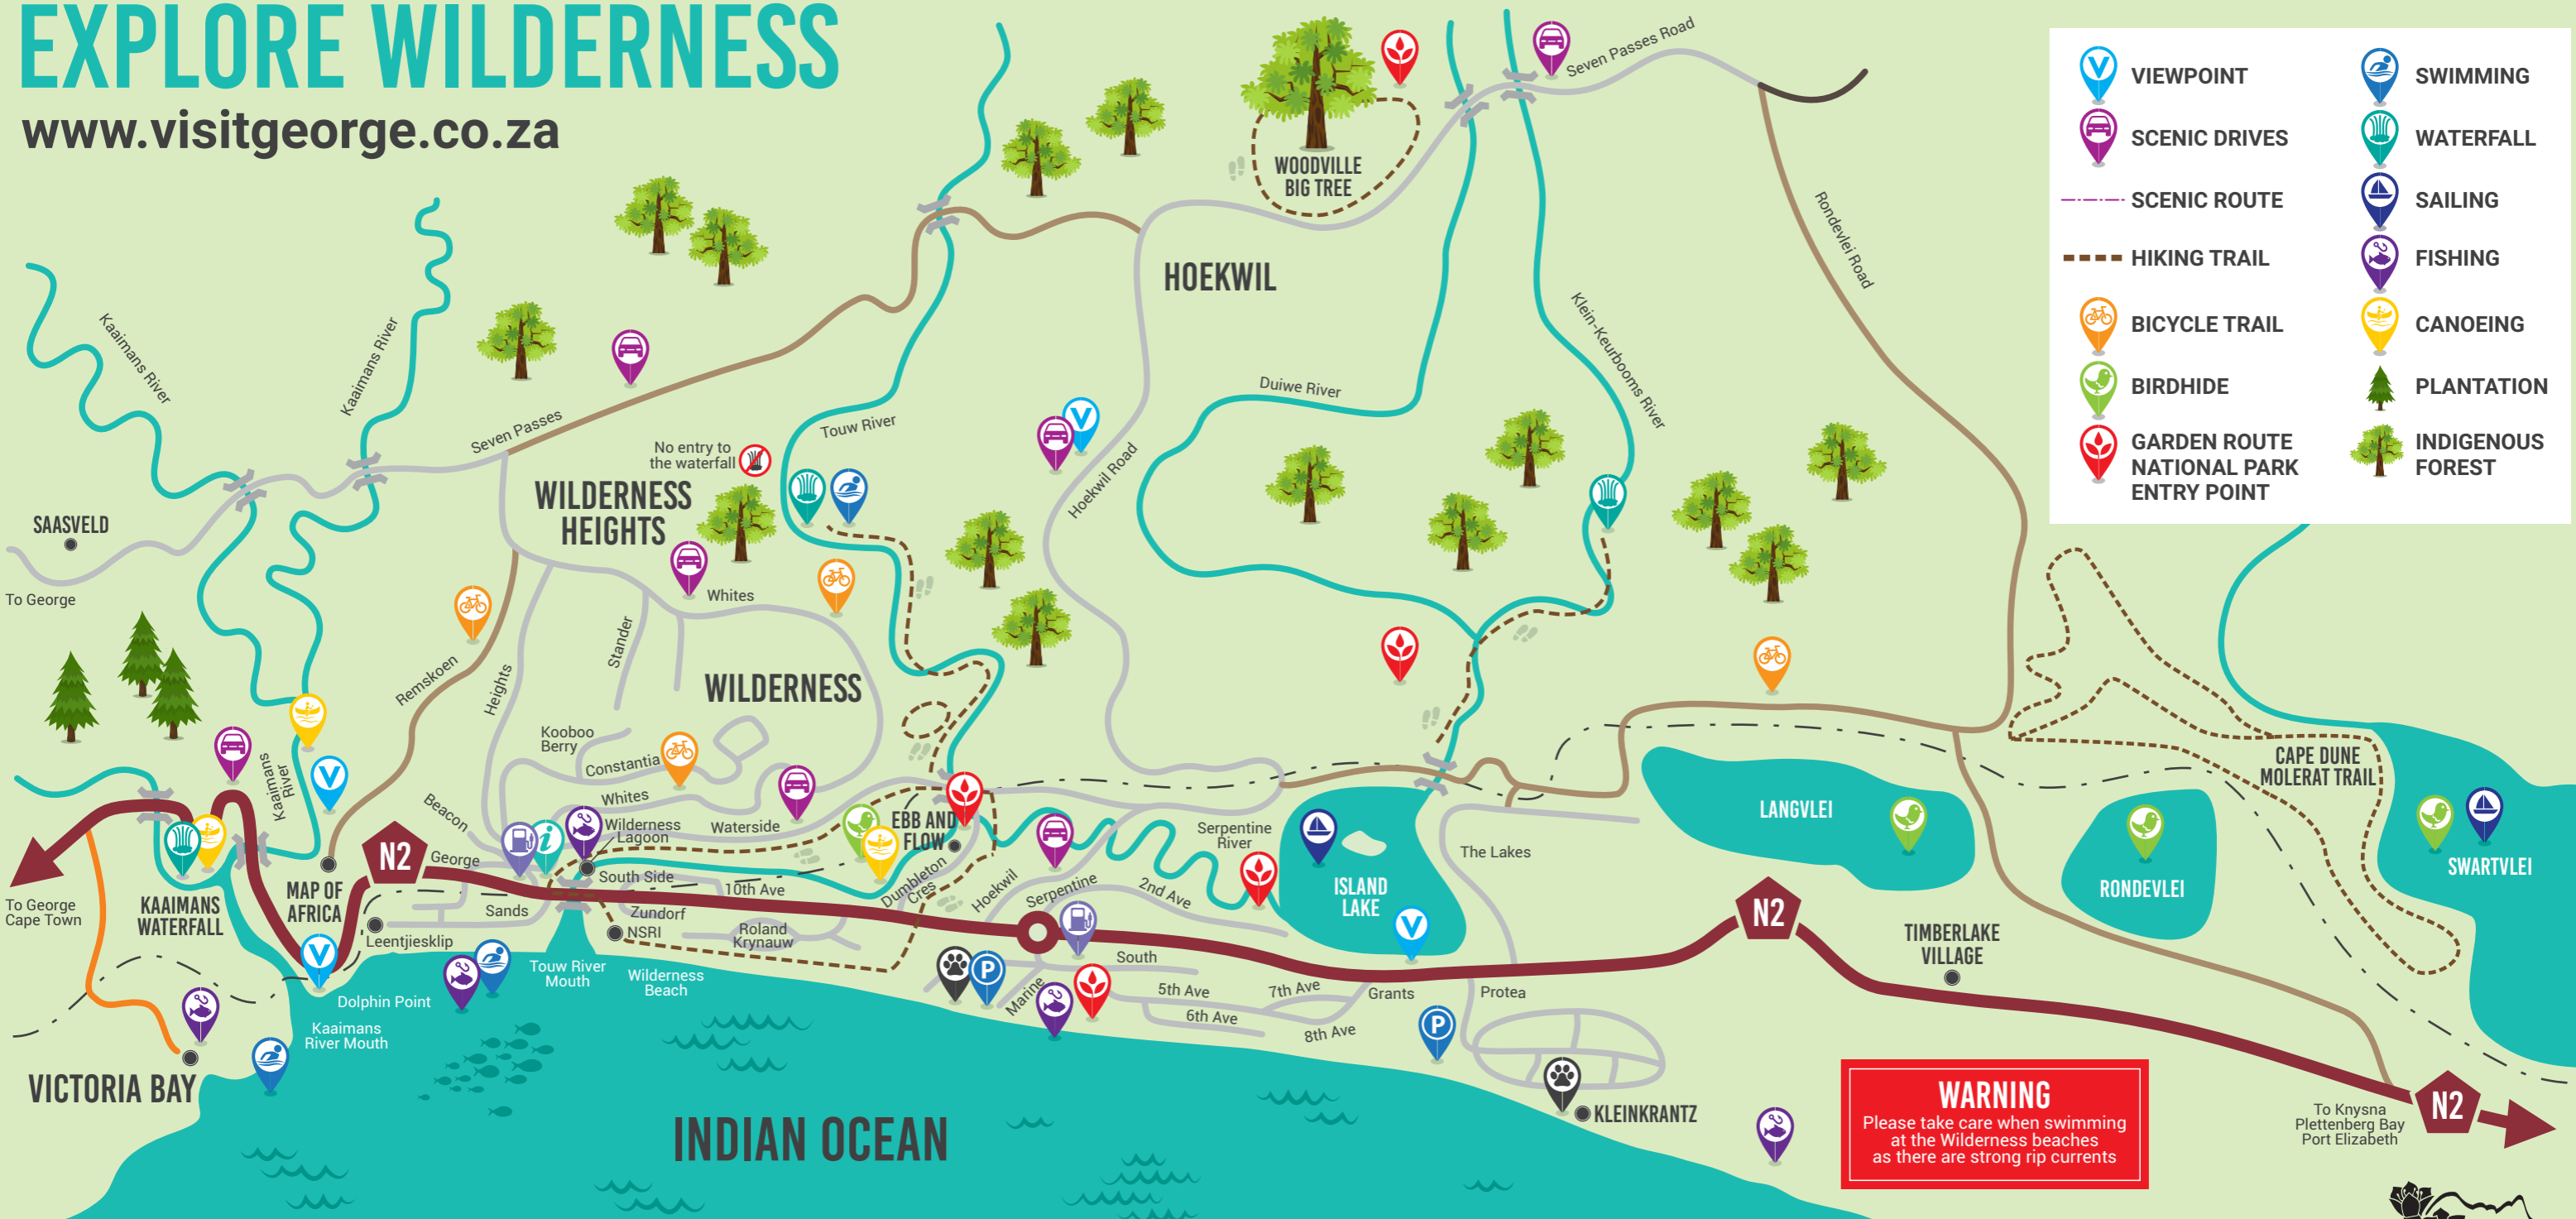 EXPLORE WILDERNESS
www.visitgeorge.co.za
VIEWPOINT
SCENIC DRIVES
SCENIC ROUTE
HIKING TRAIL
BICYCLE TRAIL
BIRDHIDE
GARDEN ROUTE
NATIONAL PARK
ENTRY POINT
SWIMMING
WATERFALL
SAILING
FISHING
CANOEING
PLANTATION
INDIGENOUS
FOREST
Seven Passes Road
WOODVILLE
BIG TREE
Rondevlei Road
HOEKWIL
Kaaimans River
Kaaimans River
Klein-Keurbooms River
Duiwe River
Touw River
Seven Passes
No entry to
the waterfall
Hoekwil Road
WILDERNESS
HEIGHTS
SAASVELD
To George
Whites
Stander
Remskoen
Heights
WILDERNESS
Kooboo
Berry
Constantia
Kaaimans
River
Whites
Beacon
Wilderness
Lagoon
Waterside
EBB AND
FLOW
Serpentine
River
CAPE DUNE
MOLERAT TRAIL
LANGVLEI
RONDEVLEI
SWARTVLEI
N2
George
South Side
10th Ave
Dumbleton
Cres
Hoekwil
Serpentine
2nd Ave
ISLAND
LAKE
The Lakes
To George
Cape Town
KAAIMANS
WATERFALL
MAP OF
AFRICA
Sands
Zundorf
NSRI
Roland
Krynauw
Leentjiesklip
N2
TIMBERLAKE
VILLAGE
Touw River
Mouth
Wilderness
Beach
P
South
Marine
5th Ave
7th Ave
6th Ave
8th Ave
Grants
Protea
P
Dolphin Point
Kaaimans
River Mouth
VICTORIA BAY
INDIAN OCEAN
KLEINKRANTZ
WARNING
Please take care when swimming
at the Wilderness beaches
as there are strong rip currents
To Knysna
Plettenberg Bay
Port Elizabeth
N2